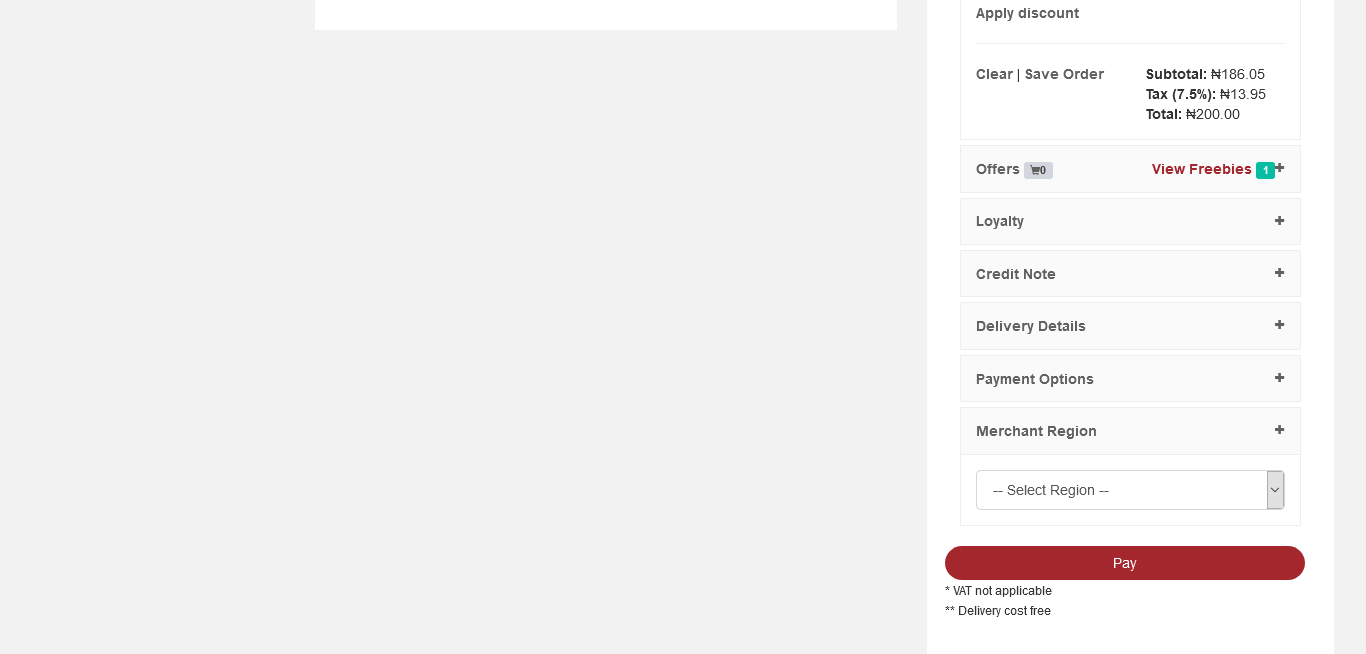 Apply discount
Clear | Save Order
Subtotal: ₦186.05
Tax (7.5%): ₦13.95
Total: ₦200.00
Offers 0 View Freebies 1
Loyalty
Credit Note
Delivery Details
Payment Options
Merchant Region
-- Select Region --
Pay
* VAT not applicable
** Delivery cost free